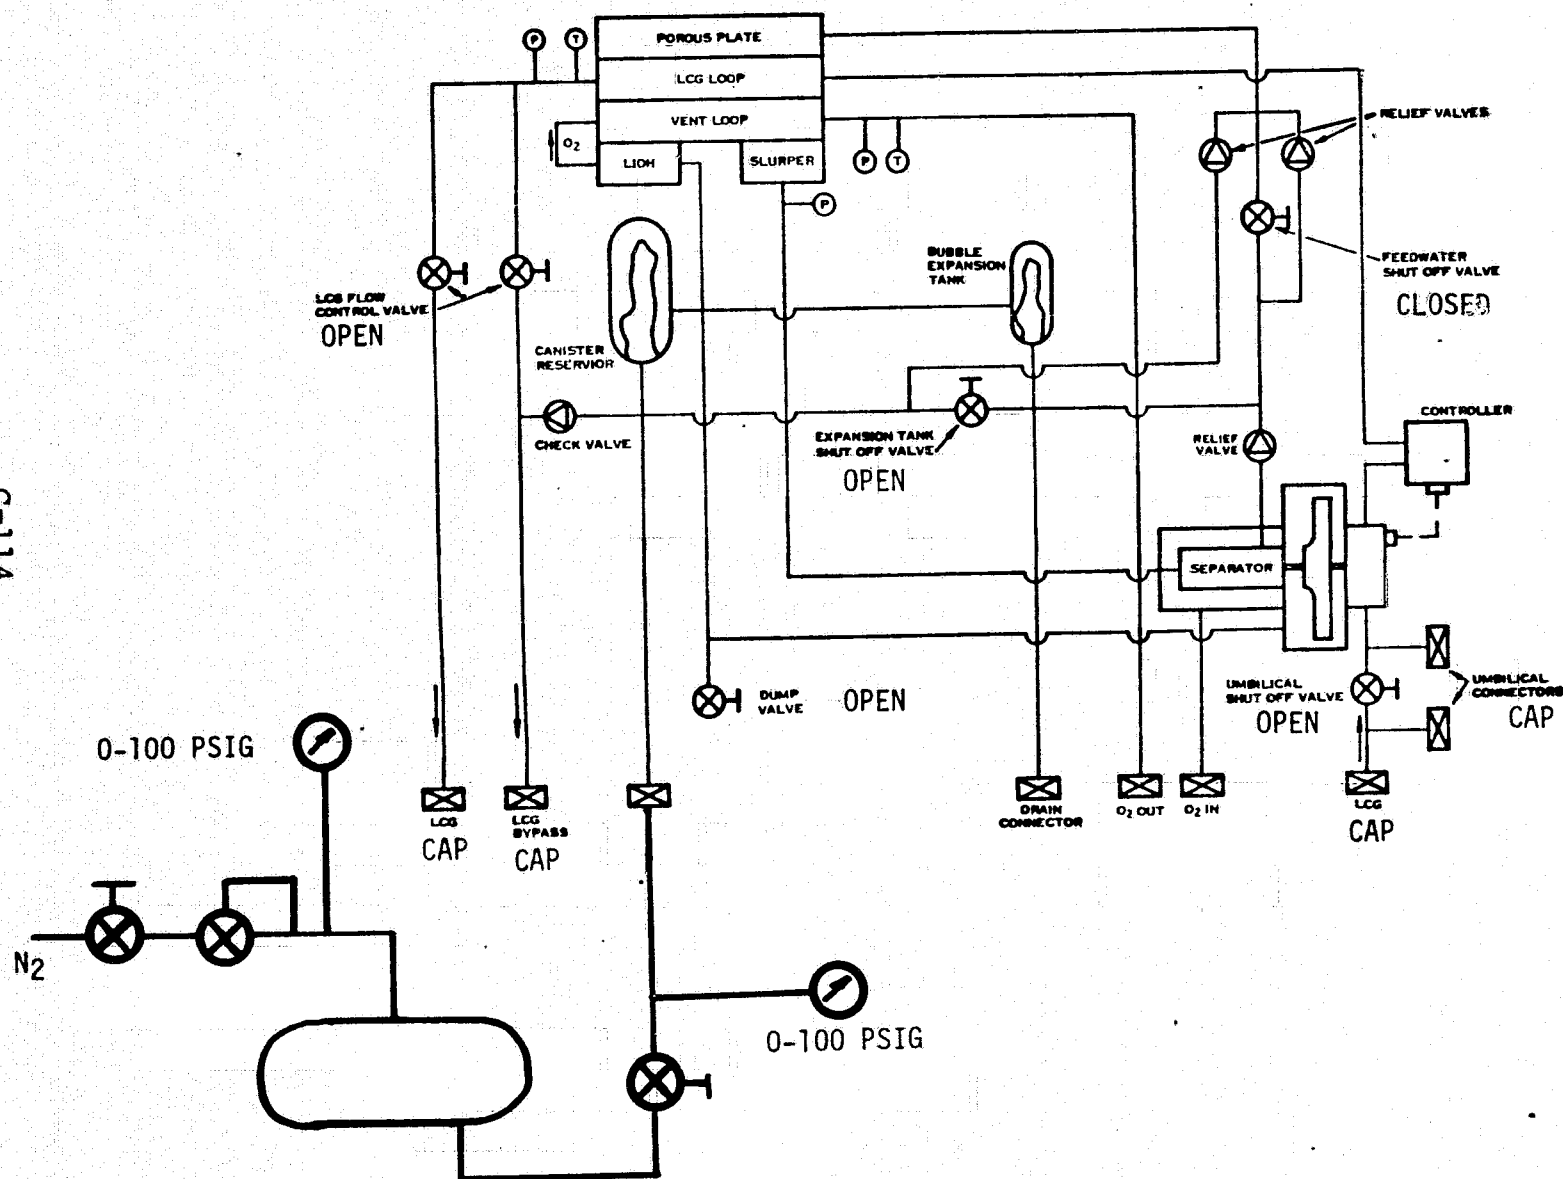 POROUS PLATE
P
T
LCG LOOP
RELIEF VALVES
VENT LOOP
O2
LIOH
SLURPER
P
T
P
BUBBLE
EXPANSION
TANK
FEEDWATER
SHUT OFF VALVE
CLOSED
LCG FLOW
CONTROL VALVE
OPEN
CANISTER
RESERVIOR
CONTROLLER
CHECK VALVE
EXPANSION TANK
SHUT OFF VALVE
OPEN
RELIEF
VALVE
C-114
SEPARATOR
DUMP
VALVE
OPEN
UMBILICAL
SHUT OFF VALVE
OPEN
UMBILICAL
CONNECTORS
CAP
0-100 PSIG
LCG
CAP
LCG
BYPASS
CAP
DRAIN
CONNECTOR
O2 OUT
O2 IN
LCG
CAP
N2
0-100 PSIG